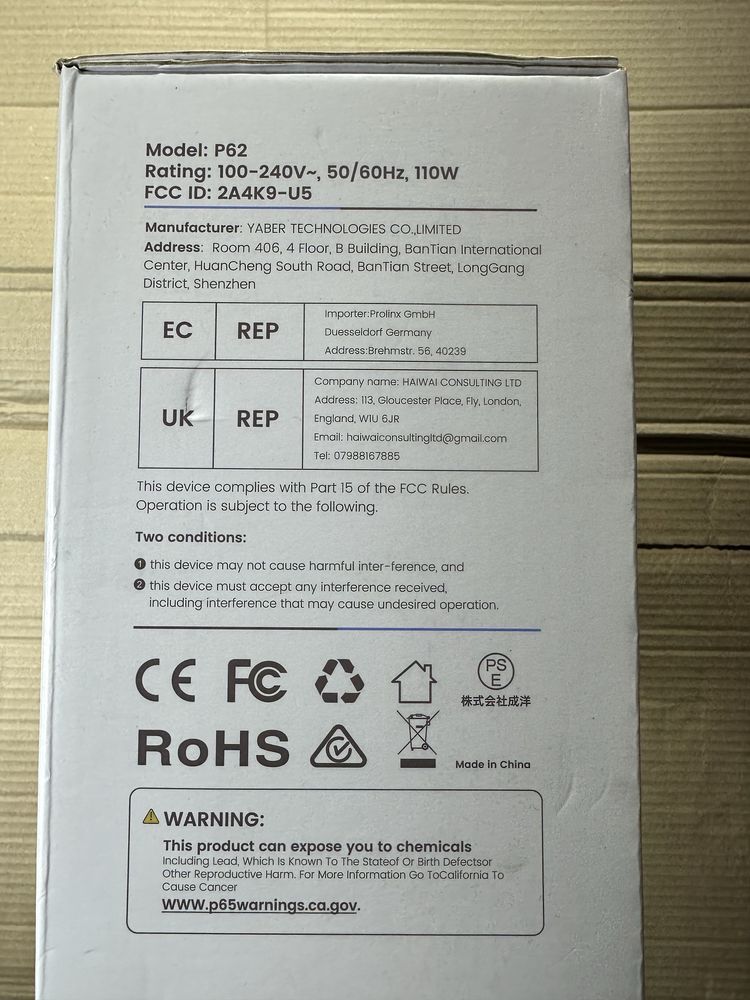 Model: P62
Rating: 100-240V~, 50/60Hz, 110W
FCC ID: 2A4K9-U5
Manufacturer: YABER TECHNOLOGIES CO.,LIMITED
Address: Room 406, 4 Floor, B Building, BanTian International
Center, HuanCheng South Road, BanTian Street, LongGang
District, Shenzhen
EC REP
Importer:Prolinx GmbH
Duesseldorf Germany
Address:Brehmstr. 56, 40239
UK REP
Company name: HAIWAI CONSULTING LTD
Address: 113, Gloucester Place, Fly, London,
England, W1U 6JR
Email: haiwaiconsultingltd@gmail.com
Tel: 07988167885
This device complies with Part 15 of the FCC Rules.
Operation is subject to the following.
Two conditions:
❶ this device may not cause harmful inter-ference, and
❷ this device must accept any interference received,
including interference that may cause undesired operation.
CE FC
PS
E
株式会社成洋
RoHS
Made in China
WARNING:
This product can expose you to chemicals
Including Lead, Which Is Known To The Stateof Or Birth Defectsor
Other Reproductive Harm. For More Information Go ToCalifornia To
Cause Cancer
www.p65warnings.ca.gov.